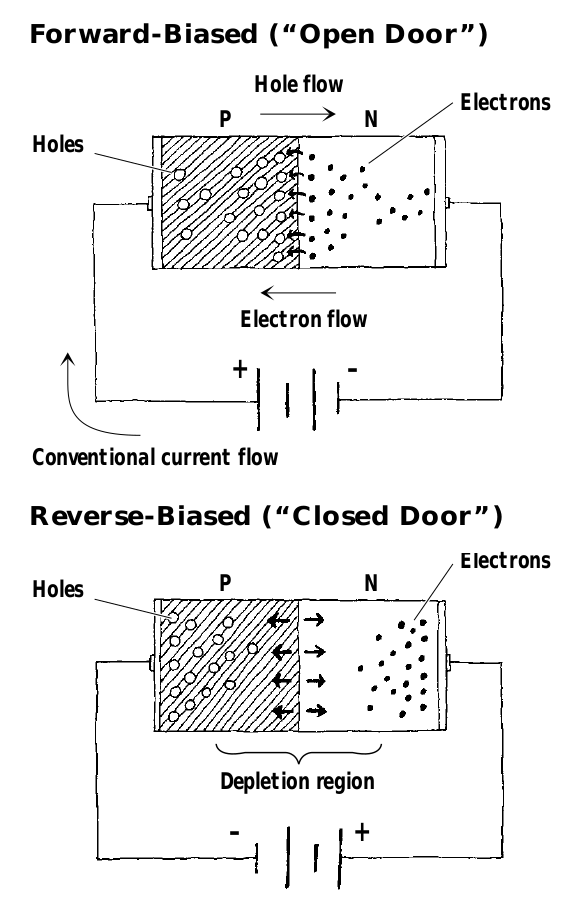 Forward-Biased (“Open Door”)
Hole flow
Electrons
P
N
Holes
Electron flow
+
-
Conventional current flow
Reverse-Biased (“Closed Door”)
Electrons
P
N
Holes
Depletion region
-
+